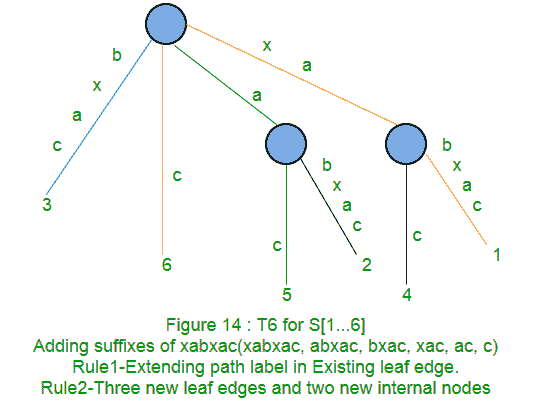 x
b
a
x
a
a
b
b
x
x
c
a
a
c
c
c
c
c
3
1
6
2
5
4
Figure 14 : T6 for S[1...6]
Adding suffixes of xabxac(xabxac, abxac, bxac, xac, ac, c)
Rule1-Extending path label in Existing leaf edge.
Rule2-Three new leaf edges and two new internal nodes